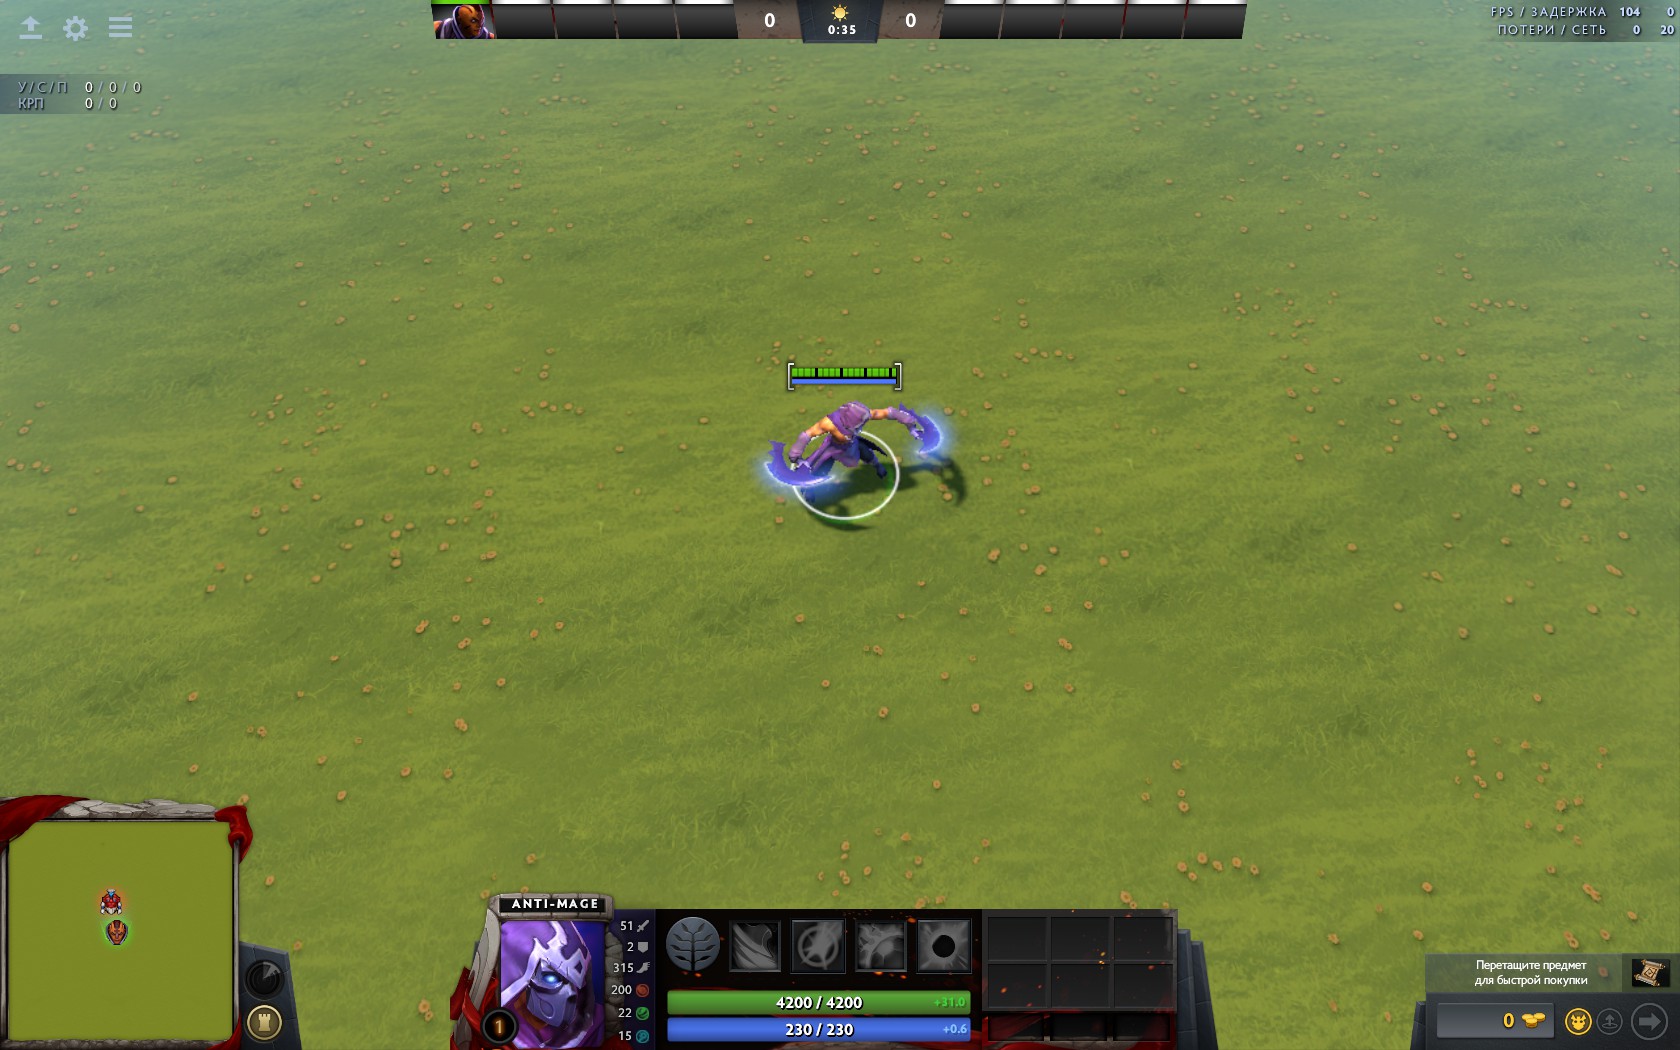 0
0:35
0
FPS / ЗАДЕРЖКА 104 0
ПОТЕРИ / СЕТЬ 0 20
У/С/П 0 / 0 / 0
КРП 0 / 0
ANTI-MAGE
51
2
315
200
22
15
1
4200 / 4200 +31.0
230 / 230 +0.6
Перетащите предмет
для быстрой покупки
0